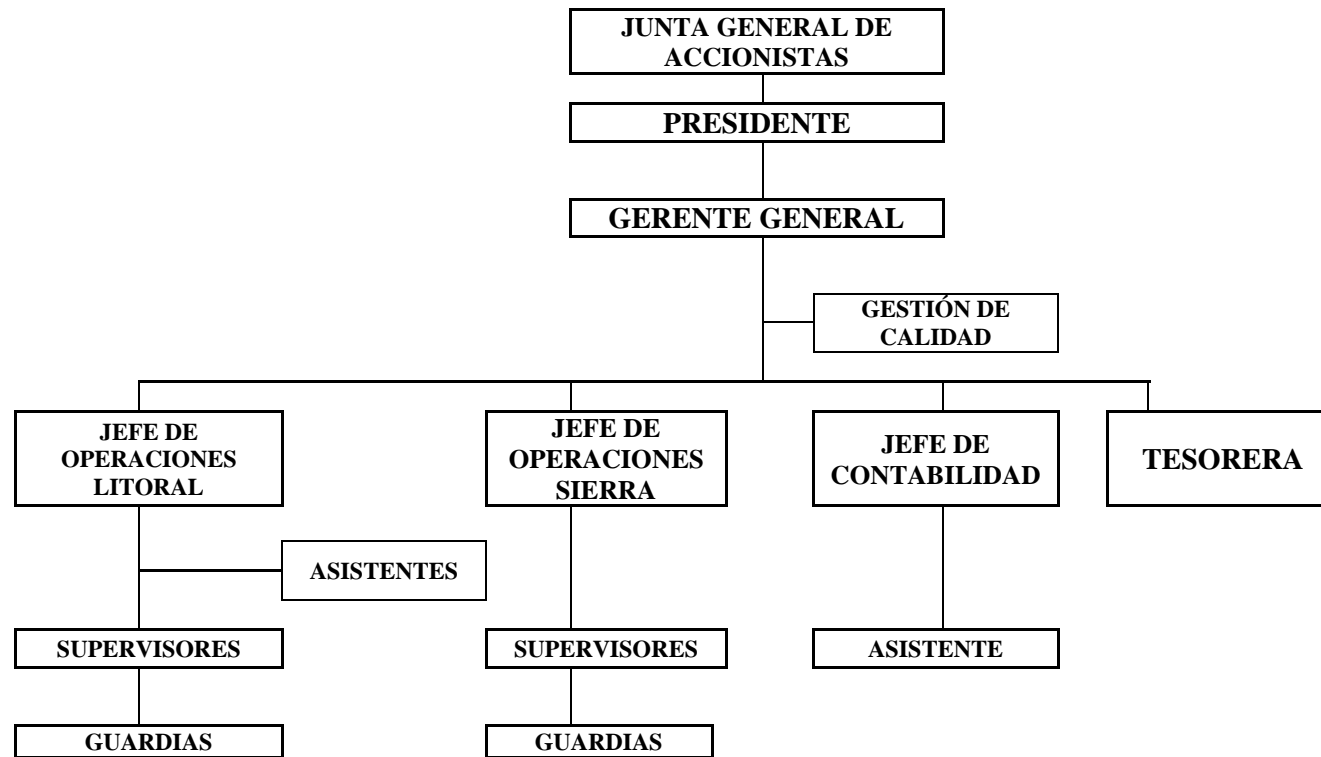 JUNTA GENERAL DE
ACCIONISTAS
PRESIDENTE
GERENTE GENERAL
GESTIÓN DE
CALIDAD
JEFE DE
OPERACIONES
LITORAL
JEFE DE
OPERACIONES
SIERRA
JEFE DE
CONTABILIDAD
TESORERA
ASISTENTES
SUPERVISORES
SUPERVISORES
ASISTENTE
GUARDIAS
GUARDIAS